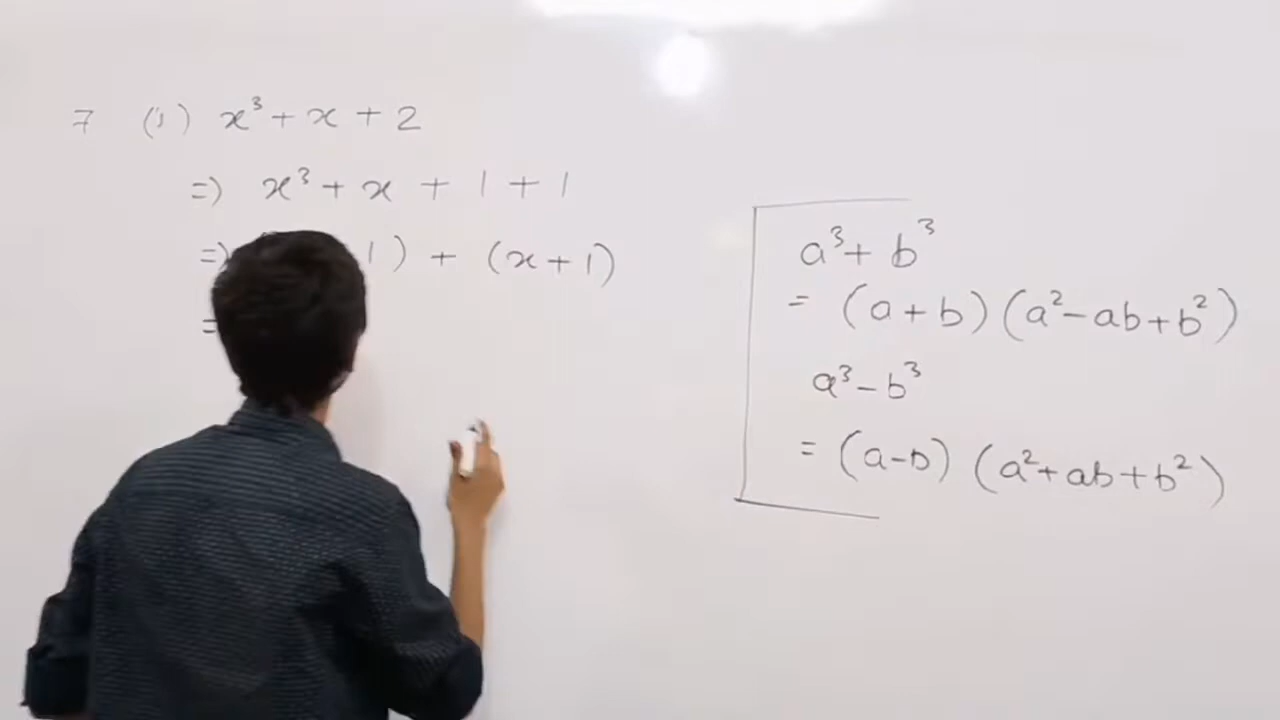 7 (i) x³ + x + 2
=) x³ + x + 1 + 1
=) 1) + (x + 1)
=
a³ + b³
= (a + b) (a² - ab + b²)
a³ - b³
= (a - b) (a² + ab + b²)